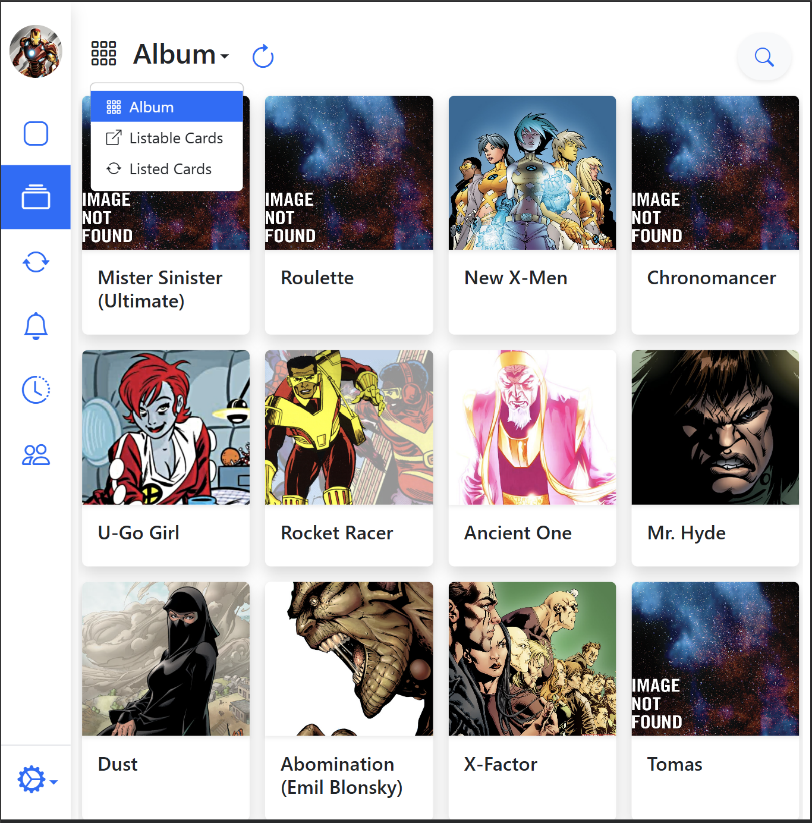 Album
Album
Listable Cards
Listed Cards
IMAGE
NOT
FOUND
IMAGE
NOT
FOUND
IMAGE
NOT
FOUND
Mister Sinister
(Ultimate)
Roulette
New X-Men
Chronomancer
U-Go Girl
Rocket Racer
Ancient One
Mr. Hyde
IMAGE
NOT
FOUND
Dust
Abomination
(Emil Blonsky)
X-Factor
Tomas